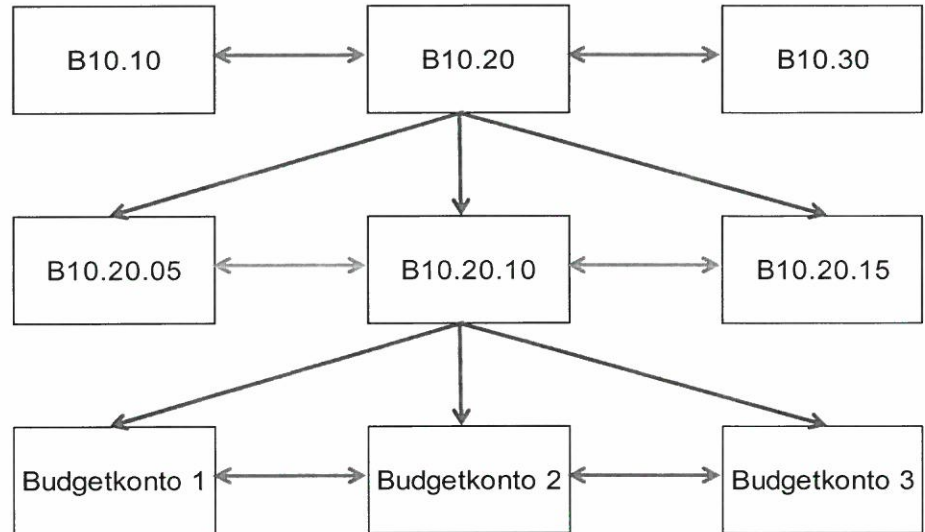 B10.10
B10.20
B10.30
B10.20.05
B10.20.10
B10.20.15
Budgetkonto 1
Budgetkonto 2
Budgetkonto 3